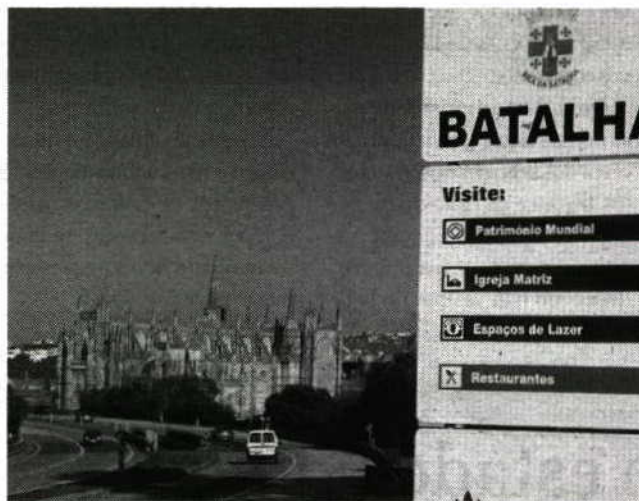 BATALHA
Visite:
Património Mundial
Igreja Matriz
Espaços de Lazer
Restaurantes